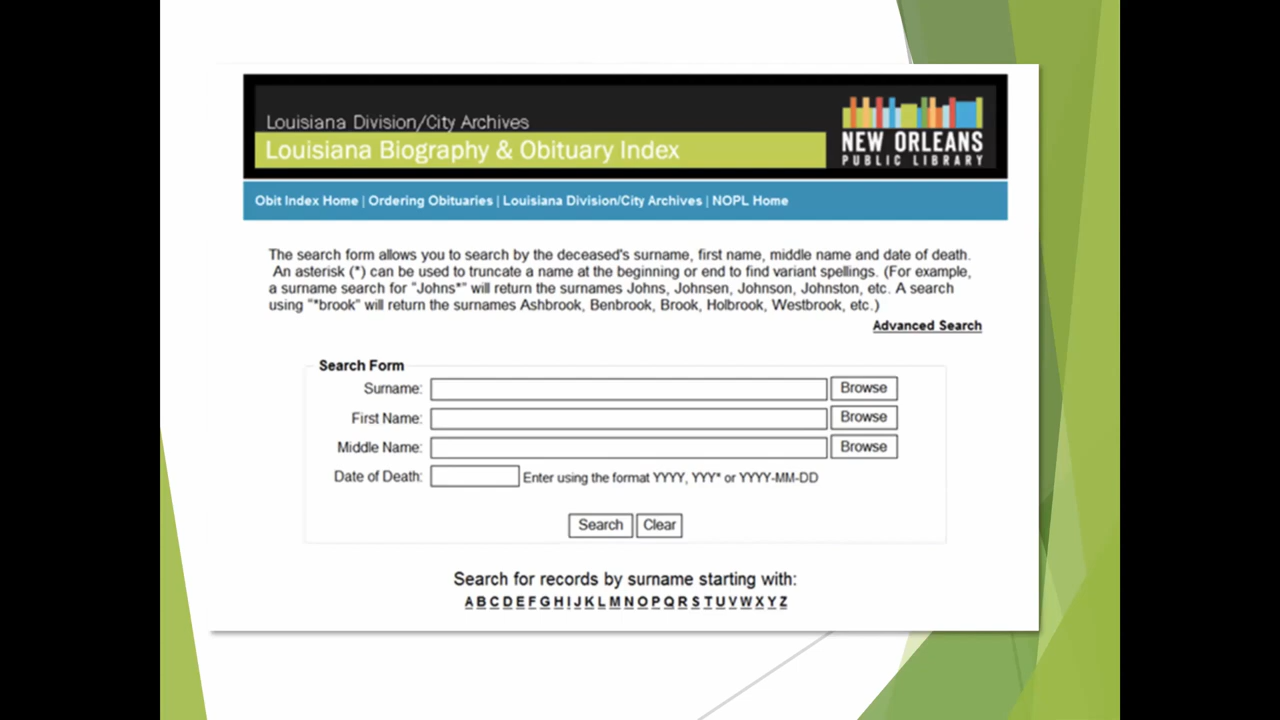 Louisiana Division/City Archives
Louisiana Biography & Obituary Index
NEW ORLEANS
PUBLIC LIBRARY
Obit Index Home | Ordering Obituaries | Louisiana Division/City Archives | NOPL Home
The search form allows you to search by the deceased's surname, first name, middle name and date of death.
An asterisk (*) can be used to truncate a name at the beginning or end to find variant spellings. (For example,
a surname search for "Johns*" will return the surnames Johns, Johnsen, Johnson, Johnston, etc. A search
using "*brook" will return the surnames Ashbrook, Benbrook, Brook, Holbrook, Westbrook, etc.)
Advanced Search
Search Form
Surname: Browse
First Name: Browse
Middle Name: Browse
Date of Death: Enter using the format YYYY, YYY* or YYYY-MM-DD
Search Clear
Search for records by surname starting with:
A B C D E F G H I J K L M N O P Q R S T U V W X Y Z